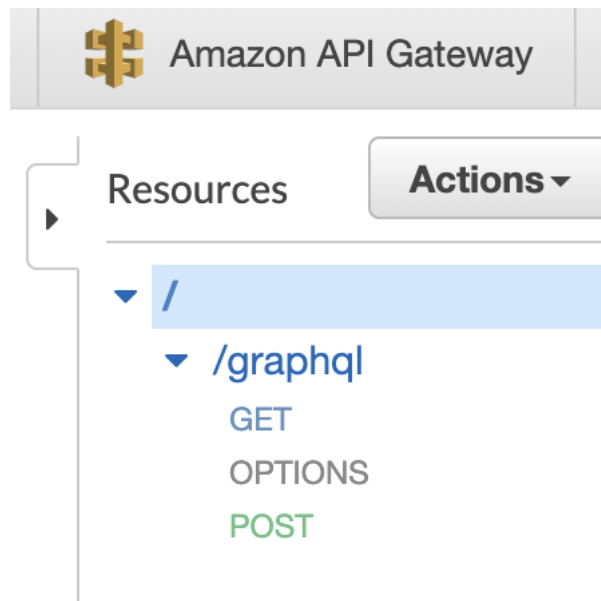 Amazon API Gateway
Resources
Actions
/
/graphql
GET
OPTIONS
POST